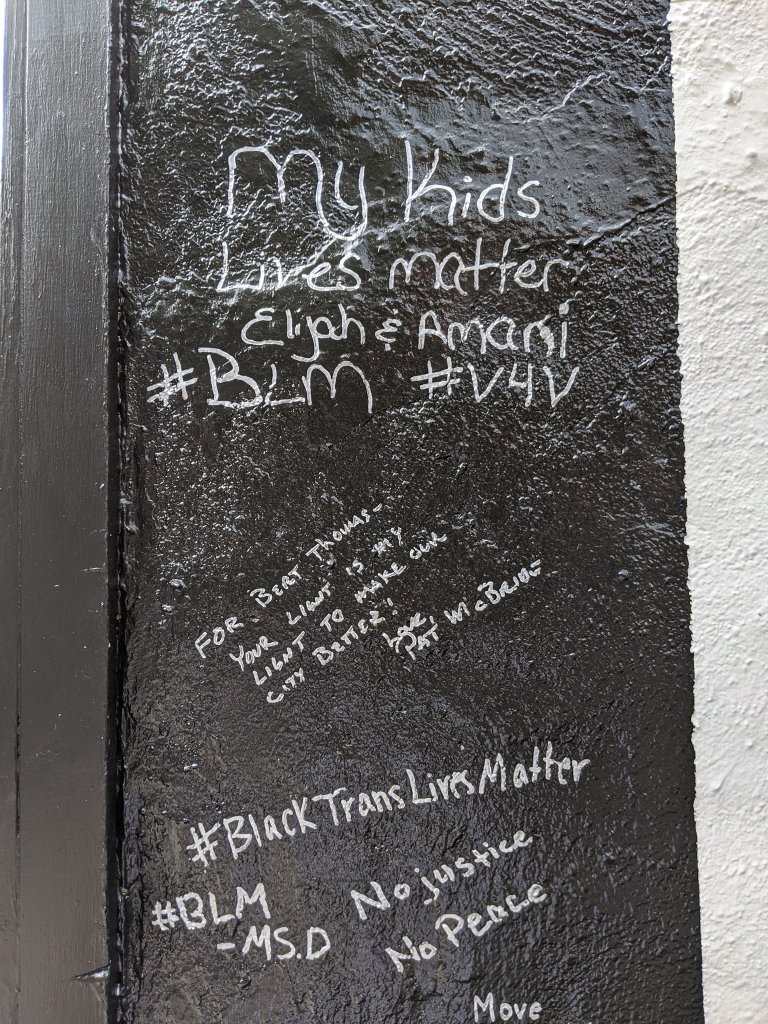 My Kids
Lives matter
Elijah & Amani
#BLM #V4V
FOR BERT THOMAS-
YOUR LIGHT IS MY
LIGHT TO MAKE OUR
CITY BETTER!
Love,
PAT McBRIDE
#BlackTransLivesMatter
#BLM
-MS.D
No justice
No Peace
Move